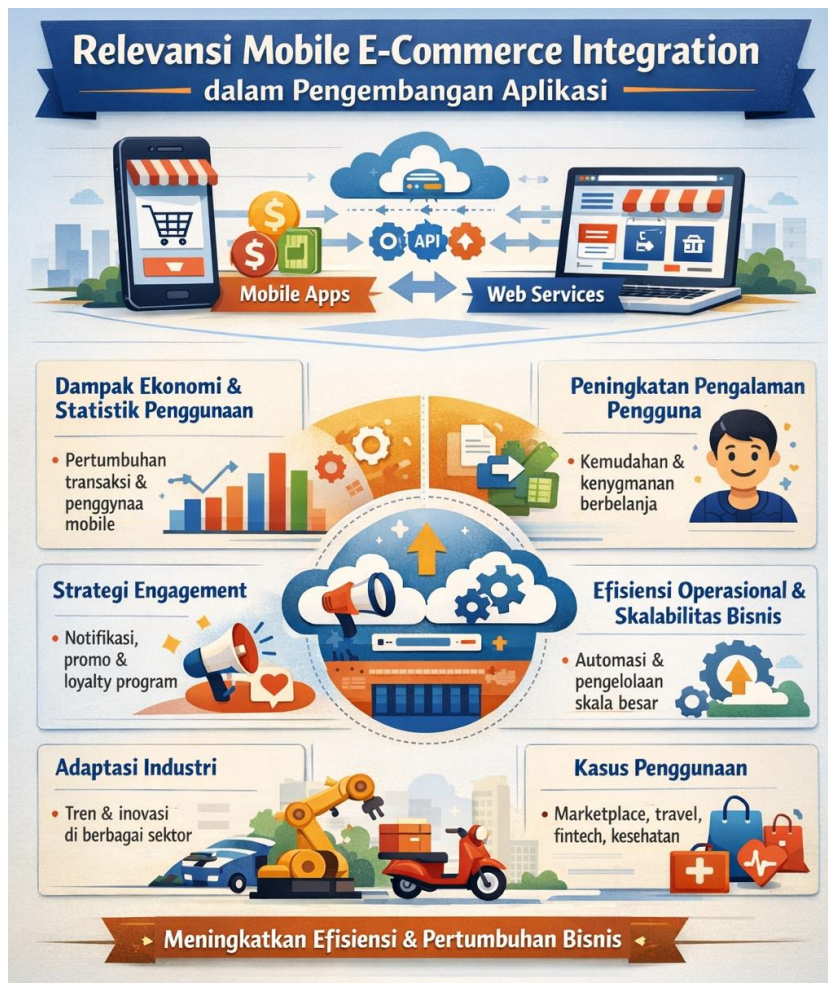 Relevansi Mobile E-Commerce Integration
dalam Pengembangan Aplikasi
$
$
API
Mobile Apps
Web Services
Dampak Ekonomi &
Statistik Penggunaan
• Pertumbuhan
transaksi &
penggynaa
mobile
Peningkatan Pengalaman
Pengguna
• Kemudahan &
kenygmanan
berbelanja
Strategi Engagement
• Notifikasi,
promo &
loyalty program
Efisiensi Operasional &
Skalabilitas Bisnis
• Automasi &
pengelolaan
skala besar
Adaptasi Industri
• Tren & inovasi
di berbagai sektor
Kasus Penggunaan
• Marketplace, travel,
fintech, kesehatan
Meningkatkan Efisiensi & Pertumbuhan Bisnis